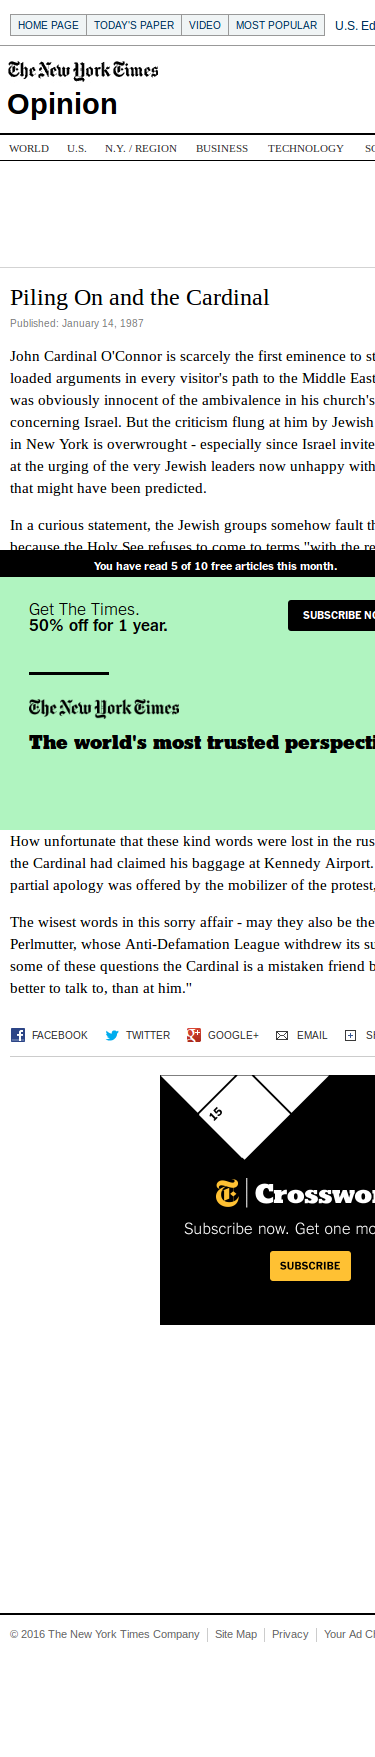 HOME PAGE TODAY'S PAPER VIDEO MOST POPULAR U.S. Ed
The New York Times
Opinion
WORLD U.S. N.Y. / REGION BUSINESS TECHNOLOGY SC
Piling On and the Cardinal
Published: January 14, 1987
John Cardinal O'Connor is scarcely the first eminence to st
loaded arguments in every visitor's path to the Middle East
was obviously innocent of the ambivalence in his church's
concerning Israel. But the criticism flung at him by Jewish
in New York is overwrought - especially since Israel invite
at the urging of the very Jewish leaders now unhappy with
that might have been predicted.
In a curious statement, the Jewish groups somehow fault th
because the Holy See refuses to come to terms "with the re
You have read 5 of 10 free articles this month.
Get The Times.
50% off for 1 year.
SUBSCRIBE NO
The New York Times
The world's most trusted perspecti
How unfortunate that these kind words were lost in the rus
the Cardinal had claimed his baggage at Kennedy Airport.
partial apology was offered by the mobilizer of the protest,
The wisest words in this sorry affair - may they also be the
Perlmutter, whose Anti-Defamation League withdrew its su
some of these questions the Cardinal is a mistaken friend b
better to talk to, than at him."
FACEBOOK TWITTER GOOGLE+ EMAIL SH
15
T Crosswor
Subscribe now. Get one mo
SUBSCRIBE
© 2016 The New York Times Company Site Map Privacy Your Ad Ch